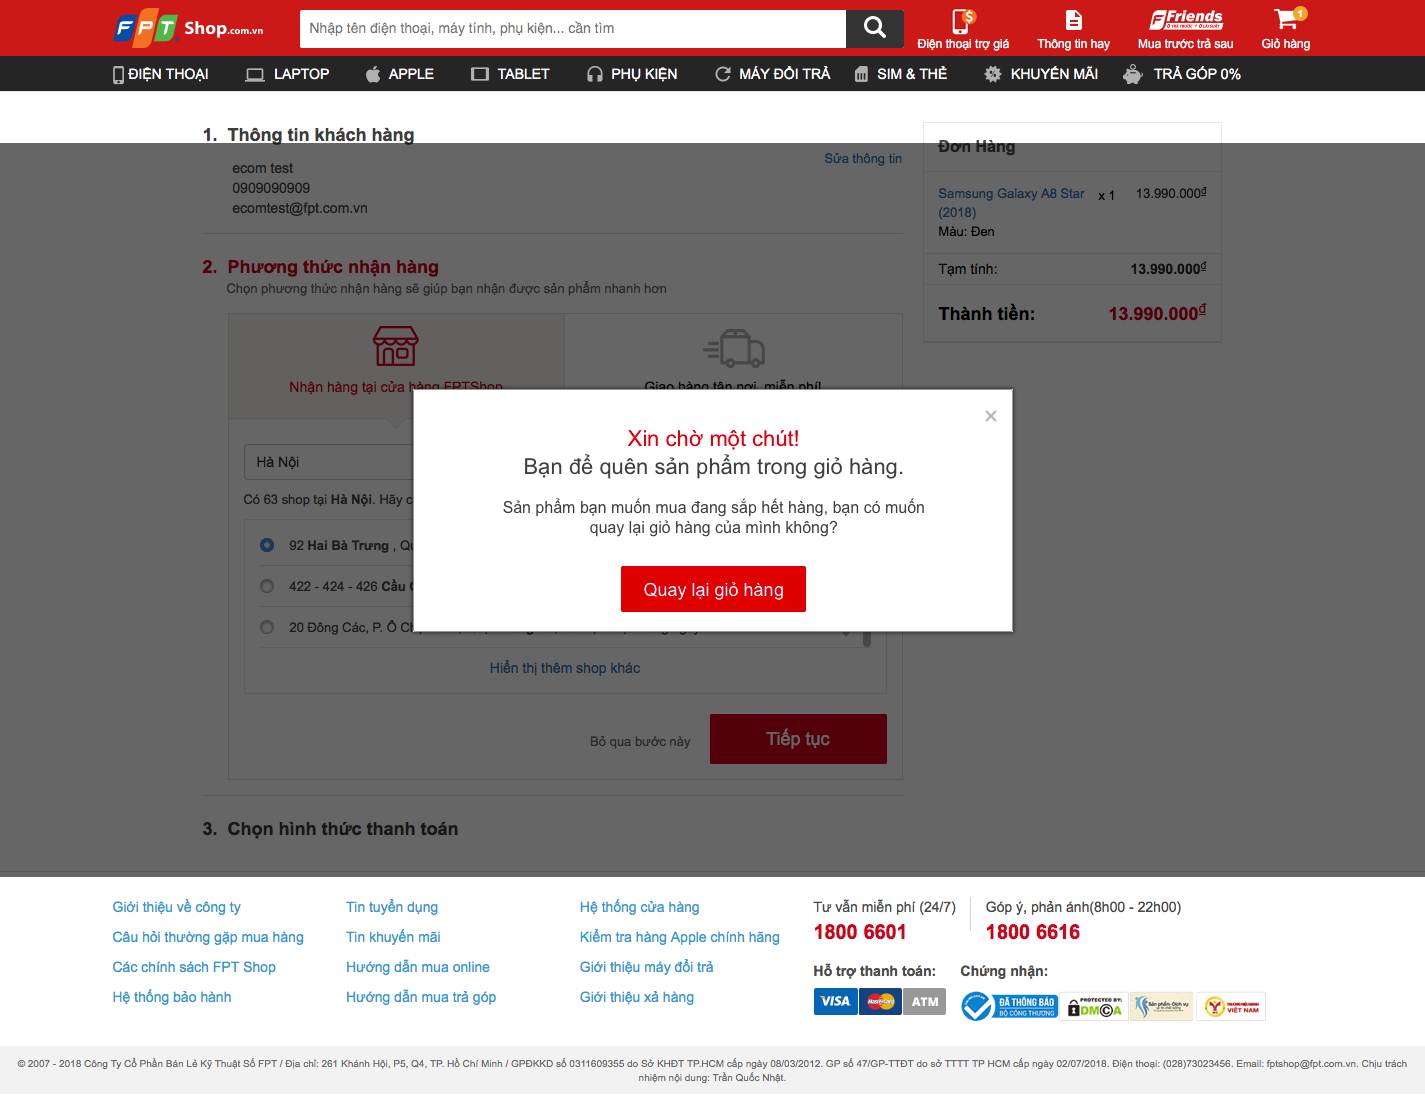 FPT Shop.com.vn
Nhập tên điện thoại, máy tính, phụ kiện... cần tìm
Điện thoại trợ giá
Thông tin hay
Friends
Mua trước trả sau
1
Giỏ hàng
ĐIỆN THOẠI
LAPTOP
APPLE
TABLET
PHỤ KIỆN
MÁY ĐỔI TRẢ
SIM & THẺ
KHUYẾN MÃI
TRẢ GÓP 0%
1. Thông tin khách hàng
ecom test
Sửa thông tin
0909090909
ecomtest@fpt.com.vn
2. Phương thức nhận hàng
Chọn phương thức nhận hàng sẽ giúp bạn nhận được sản phẩm nhanh hơn
Nhận hàng tại cửa hàng FPTShop
Giao hàng tận nơi, miễn phí!
Hà Nội
Có 63 shop tại Hà Nội. Hãy c
92 Hai Bà Trưng , Qu
422 - 424 - 426 Cầu
20 Đông Các, P. Ô Ch
Hiển thị thêm shop khác
Bỏ qua bước này
Tiếp tục
3. Chọn hình thức thanh toán
Đơn Hàng
Samsung Galaxy A8 Star x 1 13.990.000₫
(2018)
Màu: Đen
Tạm tính: 13.990.000₫
Thành tiền: 13.990.000₫
×
Xin chờ một chút!
Bạn để quên sản phẩm trong giỏ hàng.
Sản phẩm bạn muốn mua đang sắp hết hàng, bạn có muốn
quay lại giỏ hàng của mình không?
Quay lại giỏ hàng
Giới thiệu về công ty
Câu hỏi thường gặp mua hàng
Các chính sách FPT Shop
Hệ thống bảo hành
Tin tuyển dụng
Tin khuyến mãi
Hướng dẫn mua online
Hướng dẫn mua trả góp
Hệ thống cửa hàng
Kiểm tra hàng Apple chính hãng
Giới thiệu máy đổi trả
Giới thiệu xả hàng
Tư vấn miễn phí (24/7)
1800 6601
Góp ý, phản ánh(8h00 - 22h00)
1800 6616
Hỗ trợ thanh toán:
VISA MasterCard ATM
Chứng nhận:
ĐÃ THÔNG BÁO
BỘ CÔNG THƯƠNG
PROTECTED BY:
DMCA
VIỆT NAM
© 2007 - 2018 Công Ty Cổ Phần Bán Lẻ Kỹ Thuật Số FPT / Địa chỉ: 261 Khánh Hội, P5, Q4, TP. Hồ Chí Minh / GPĐKKD số 0311609355 do Sở KHĐT TP.HCM cấp ngày 08/03/2012. GP số 47/GP-TTĐT do sở TTTT TP HCM cấp ngày 02/07/2018. Điện thoại: (028)73023456. Email: fptshop@fpt.com.vn. Chịu trách
nhiệm nội dung: Trần Quốc Nhật.